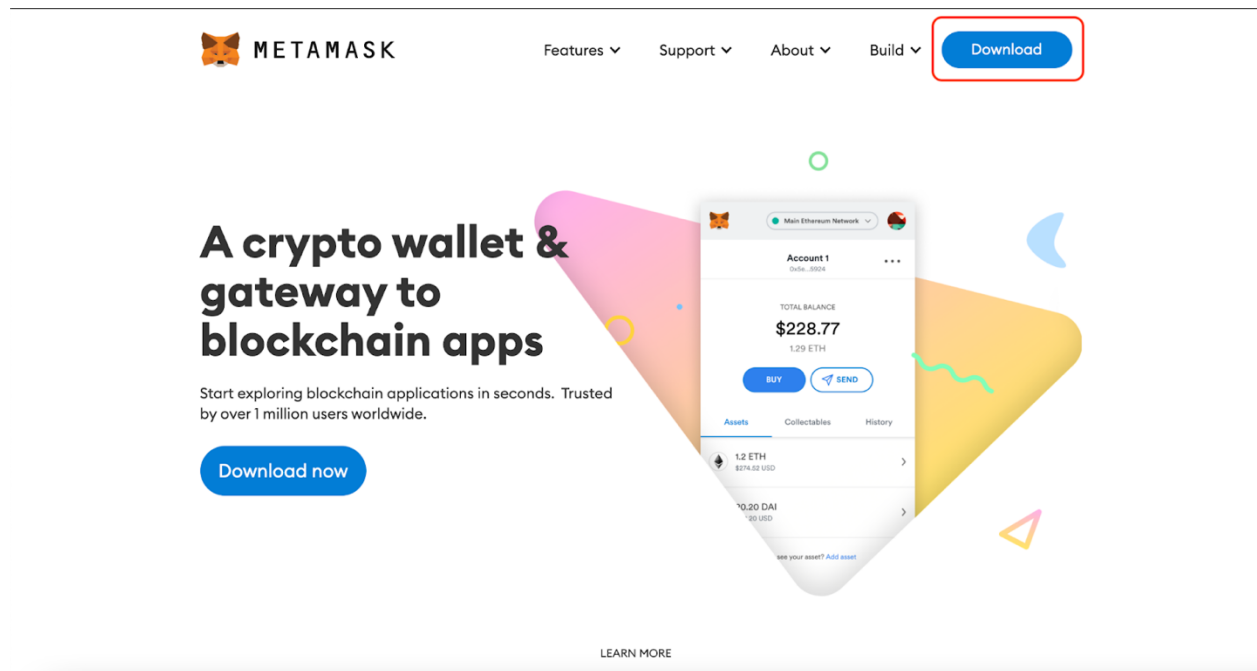 METAMASK
Features
Support
About
Build
Download
A crypto wallet &
gateway to
blockchain apps
Start exploring blockchain applications in seconds. Trusted
by over 1 million users worldwide.
Download now
Main Ethereum Network
Account 1
0x5e...3924
TOTAL BALANCE
$228.77
1.29 ETH
BUY
SEND
Assets
Collectables
History
1.2 ETH
$274.52 USD
0.20 DAI
20 USD
see your asset? Add asset
LEARN MORE